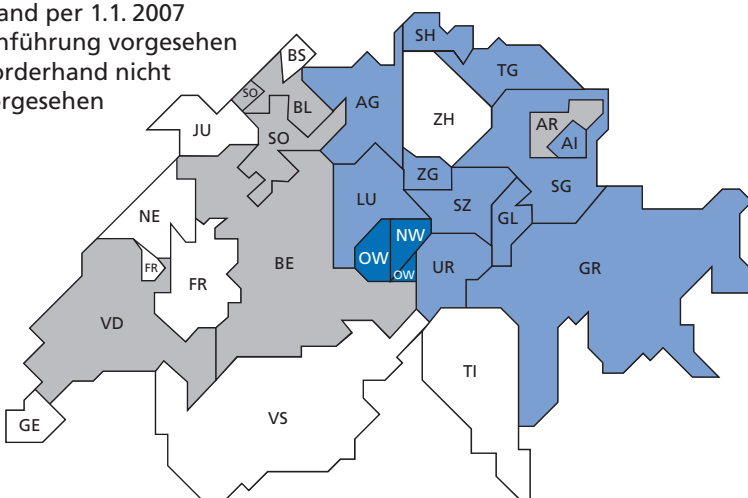 and per 1.1. 2007
nführung vorgesehen
orderhand nicht
orgesehen
SH
BS
TG
SO
BL
AG
ZH
AR
JU
SO
AI
ZG
SG
LU
SZ
NE
GL
NW
OW
BE
FR
OW
UR
GR
FR
VD
TI
VS
GE